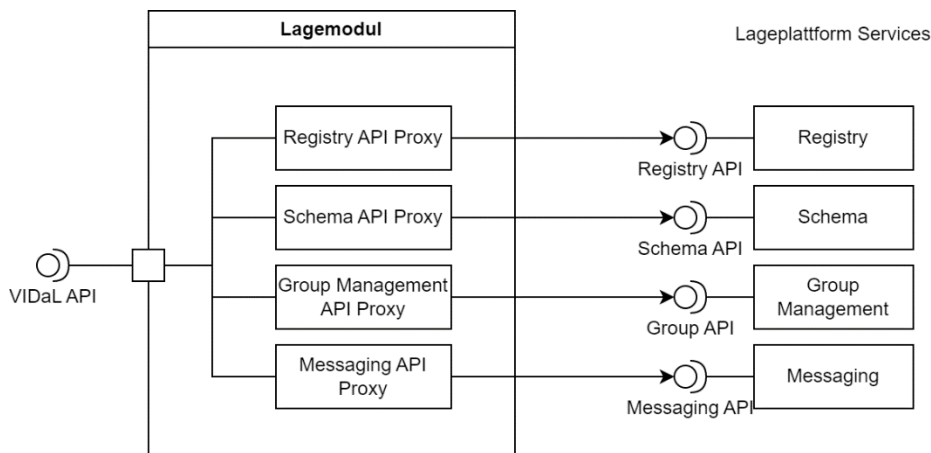 Lagemodul
Lageplattform Services
Registry API Proxy
Registry API
Registry
Schema API Proxy
Schema API
Schema
VIDaL API
Group Management
API Proxy
Group API
Group
Management
Messaging API
Proxy
Messaging API
Messaging